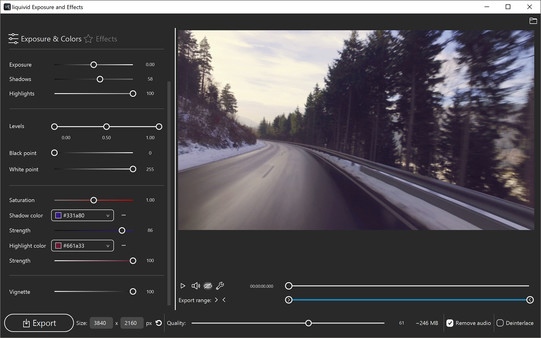 liquivid Exposure and Effects
Exposure & Colors Effects
Exposure 0.00
Shadows 58
Highlights 100
Levels
0.00 0.50 1.00
Black point 0
White point 255
Saturation 1.00
Shadow color #331a80
Strength 86
Highlight color #661a33
Strength 100
Vignette 100
00:00:00.000
Export range:
Export Size: 3840 x 2160 px Quality: 61 ~246 MB Remove audio Deinterlace